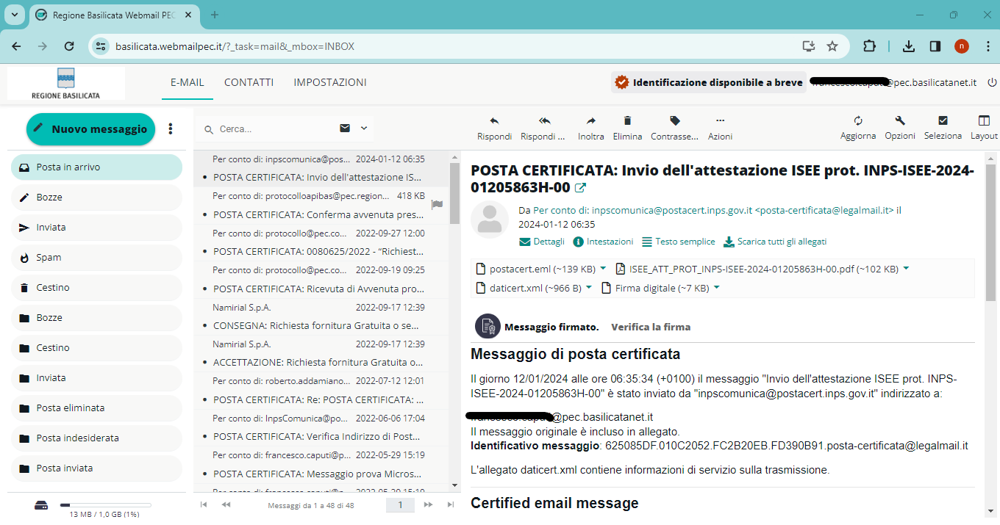 Regione Basilicata Webmail PEC
basilicata.webmailpec.it/?_task=mail&_mbox=INBOX
n
REGIONE BASILICATA
E-MAIL
CONTATTI
IMPOSTAZIONI
Identificazione disponibile a breve
@pec.basilicatanet.it
Nuovo messaggio
Cerca...
Rispondi
Rispondi ...
Inoltra
Elimina
Contrasse...
Azioni
Aggiorna
Opzioni
Seleziona
Layout
Posta in arrivo
Bozze
Inviata
Spam
Cestino
Bozze
Cestino
Inviata
Posta eliminata
Posta indesiderata
Posta inviata
13 MB / 1,0 GB (1%)
Per conto di: inpscomunica@pos... 2024-01-12 06:35
• POSTA CERTIFICATA: Invio dell'attestazione IS...
Per conto di: protocolloapibas@pec.region... 418 KB
• POSTA CERTIFICATA: Conferma avvenuta pres...
Per conto di: protocollo@pec.co... 2022-09-27 12:00
• POSTA CERTIFICATA: 0080625/2022 - “Richiest...
Per conto di: protocollo@pec.co... 2022-09-19 09:25
• POSTA CERTIFICATA: Ricevuta di Avvenuta pro...
Namirial S.p.A. 2022-09-17 12:39
• CONSEGNA: Richiesta fornitura Gratuita o se...
Namirial S.p.A. 2022-09-17 12:39
• ACCETTAZIONE: Richiesta fornitura Gratuita o...
Per conto di: roberto.addamiano... 2022-07-12 12:01
• POSTA CERTIFICATA: Re: POSTA CERTIFICATA: ...
Per conto di: InpsComunica@po... 2022-06-06 17:04
• POSTA CERTIFICATA: Verifica Indirizzo di Post...
Per conto di: francesco.caputi@p... 2022-05-29 15:19
• POSTA CERTIFICATA: Messaggio prova Micros...
Per conto di: francesco.caputi@p... 2022-05-29 15:19
Messaggi da 1 a 48 di 48
1
POSTA CERTIFICATA: Invio dell'attestazione ISEE prot. INPS-ISEE-2024-
01205863H-00
Da Per conto di: inpscomunica@postacert.inps.gov.it <posta-certificata@legalmail.it> il
2024-01-12 06:35
Dettagli
Intestazioni
Testo semplice
Scarica tutti gli allegati
postacert.eml (~139 KB)
ISEE_ATT_PROT_INPS-ISEE-2024-01205863H-00.pdf (~102 KB)
daticert.xml (~966 B)
Firma digitale (~7 KB)
Messaggio firmato. Verifica la firma
Messaggio di posta certificata
Il giorno 12/01/2024 alle ore 06:35:34 (+0100) il messaggio "Invio dell'attestazione ISEE prot. INPS-
ISEE-2024-01205863H-00" è stato inviato da "inpscomunica@postacert.inps.gov.it" indirizzato a:
@pec.basilicatanet.it
Il messaggio originale è incluso in allegato.
Identificativo messaggio: 625085DF.010C2052.FC2B20EB.FD390B91.posta-certificata@legalmail.it
L'allegato daticert.xml contiene informazioni di servizio sulla trasmissione.
Certified email message